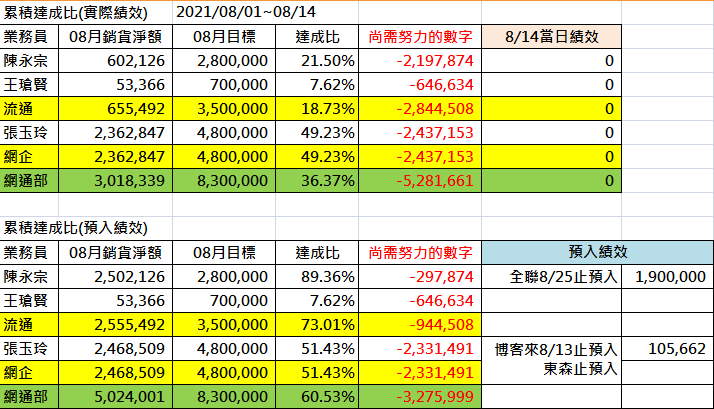 累積達成比(實際績效) 2021/08/01~08/14
業務員 08月銷貨淨額 08月目標 達成比 尚需努力的數字 8/14當日績效
陳永宗 602,126 2,800,000 21.50% -2,197,874 0
王瑲賢 53,366 700,000 7.62% -646,634 0
流通 655,492 3,500,000 18.73% -2,844,508 0
張玉玲 2,362,847 4,800,000 49.23% -2,437,153 0
網企 2,362,847 4,800,000 49.23% -2,437,153 0
網通部 3,018,339 8,300,000 36.37% -5,281,661 0
累積達成比(預入績效)
業務員 08月銷貨淨額 08月目標 達成比 尚需努力的數字 預入績效
陳永宗 2,502,126 2,800,000 89.36% -297,874 全聯8/25止預入 1,900,000
王瑲賢 53,366 700,000 7.62% -646,634
流通 2,555,492 3,500,000 73.01% -944,508
張玉玲 2,468,509 4,800,000 51.43% -2,331,491 博客來8/13止預入 105,662
網企 2,468,509 4,800,000 51.43% -2,331,491 東森止預入
網通部 5,024,001 8,300,000 60.53% -3,275,999